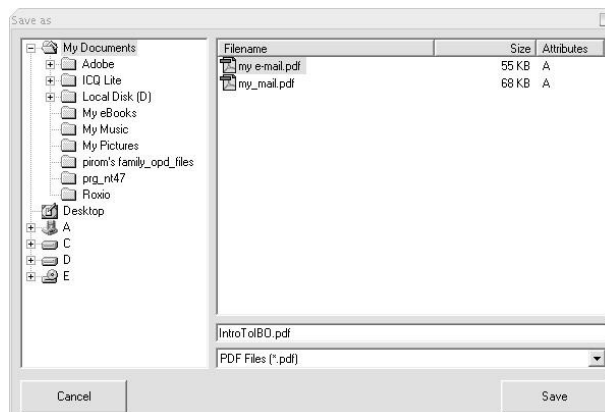 Save as
My Documents
Adobe
ICQ Lite
Local Disk (D)
My eBooks
My Music
My Pictures
pirom's family_opd_files
prg_nt47
Roxio
Desktop
A
C
D
E
Filename Size Attributes
my e-mail.pdf 55 KB A
my_mail.pdf 68 KB A
IntroToIBO.pdf
PDF Files (*.pdf)
Cancel Save